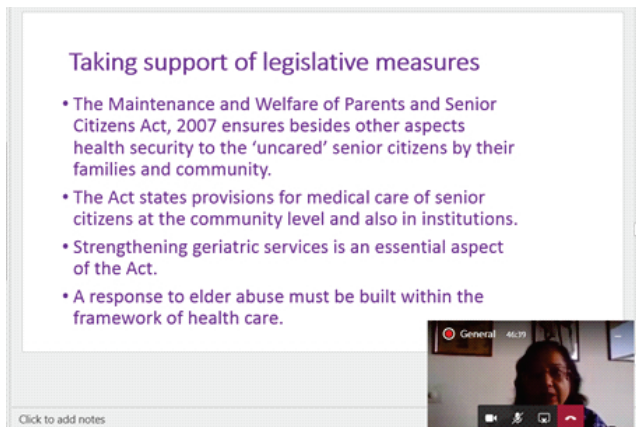 Taking support of legislative measures
• The Maintenance and Welfare of Parents and Senior
Citizens Act, 2007 ensures besides other aspects
health security to the ‘uncared’ senior citizens by their
families and community.
• The Act states provisions for medical care of senior
citizens at the community level and also in institutions.
• Strengthening geriatric services is an essential aspect
of the Act.
• A response to elder abuse must be built within the
framework of health care.
General 46:39
Click to add notes